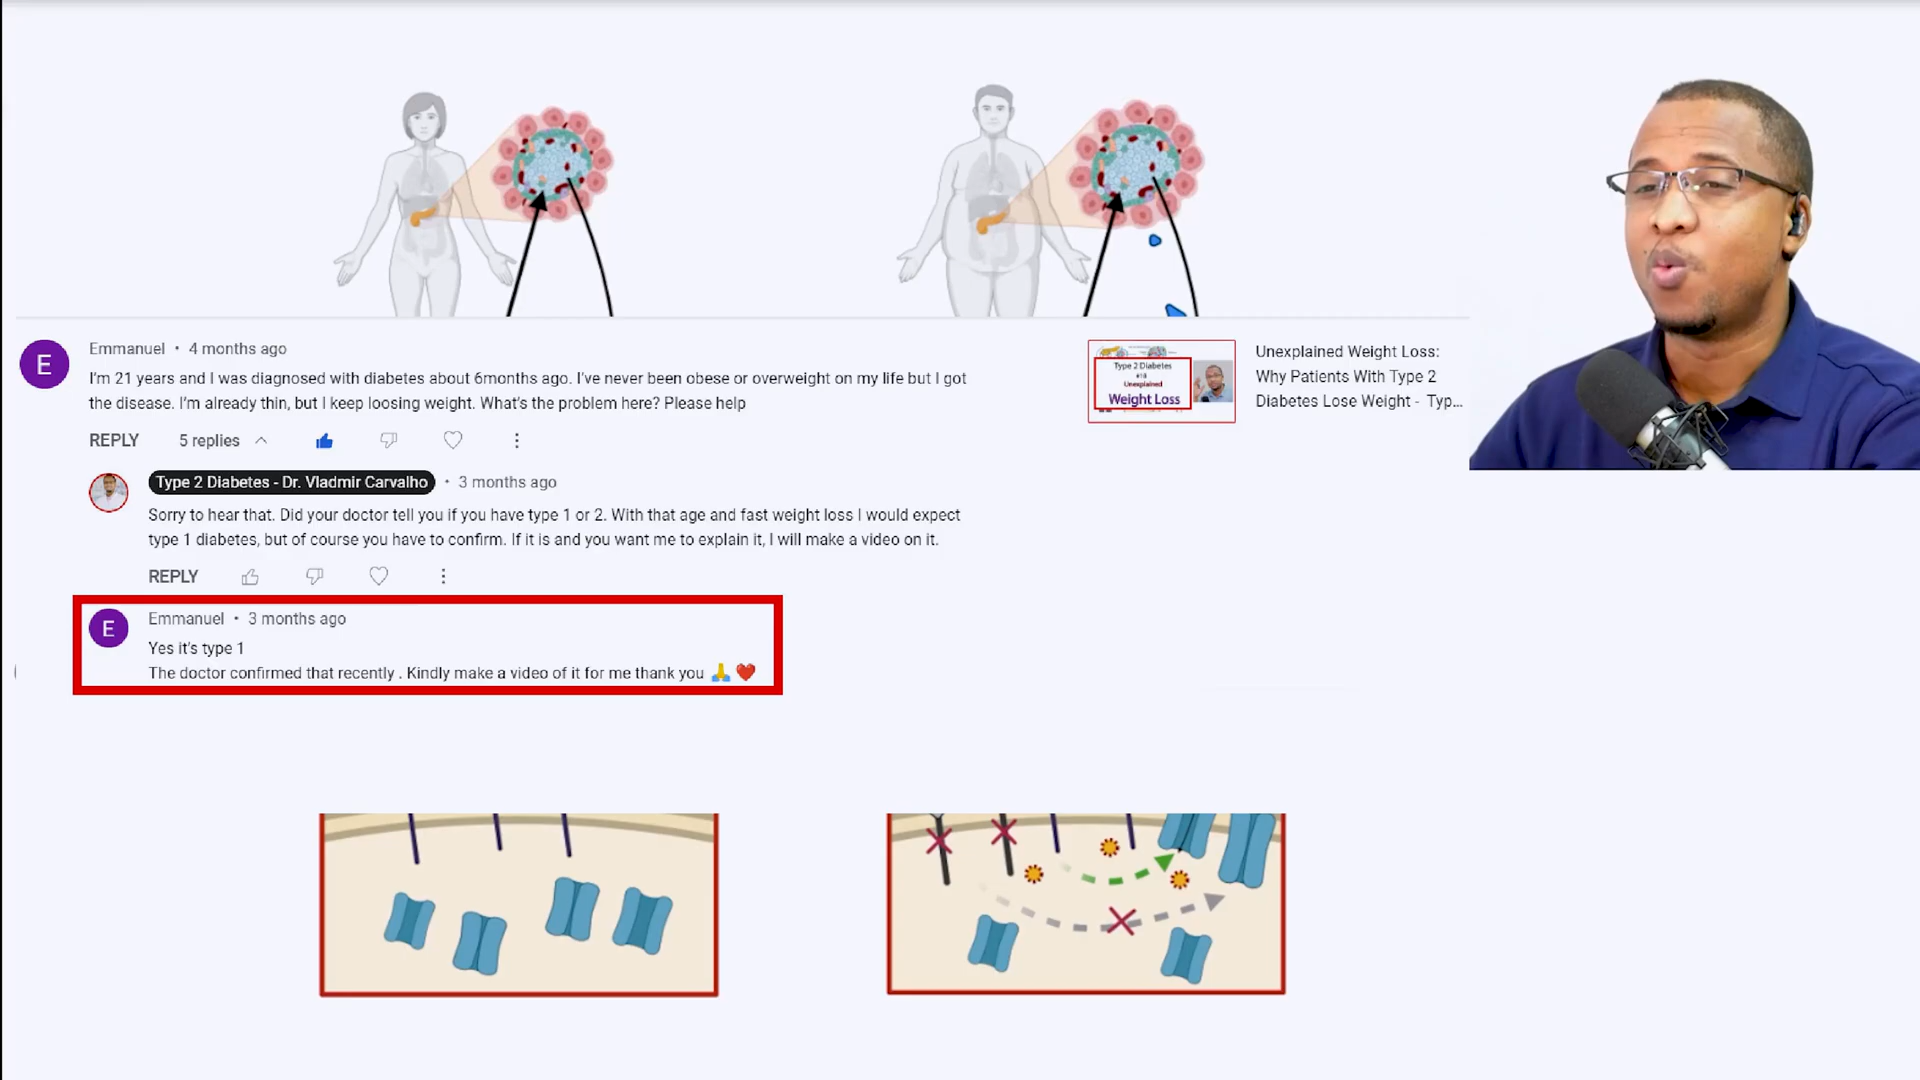 E
Emmanuel • 4 months ago
I'm 21 years and I was diagnosed with diabetes about 6months ago. I've never been obese or overweight on my life but I got
the disease. I'm already thin, but I keep loosing weight. What's the problem here? Please help
REPLY 5 replies
Type 2 Diabetes
#18
Unexplained
Weight Loss
Unexplained Weight Loss:
Why Patients With Type 2
Diabetes Lose Weight - Typ...
Type 2 Diabetes - Dr. Vladmir Carvalho • 3 months ago
Sorry to hear that. Did your doctor tell you if you have type 1 or 2. With that age and fast weight loss I would expect
type 1 diabetes, but of course you have to confirm. If it is and you want me to explain it, I will make a video on it.
REPLY
E
Emmanuel • 3 months ago
Yes it's type 1
The doctor confirmed that recently . Kindly make a video of it for me thank you 🙏 ❤️